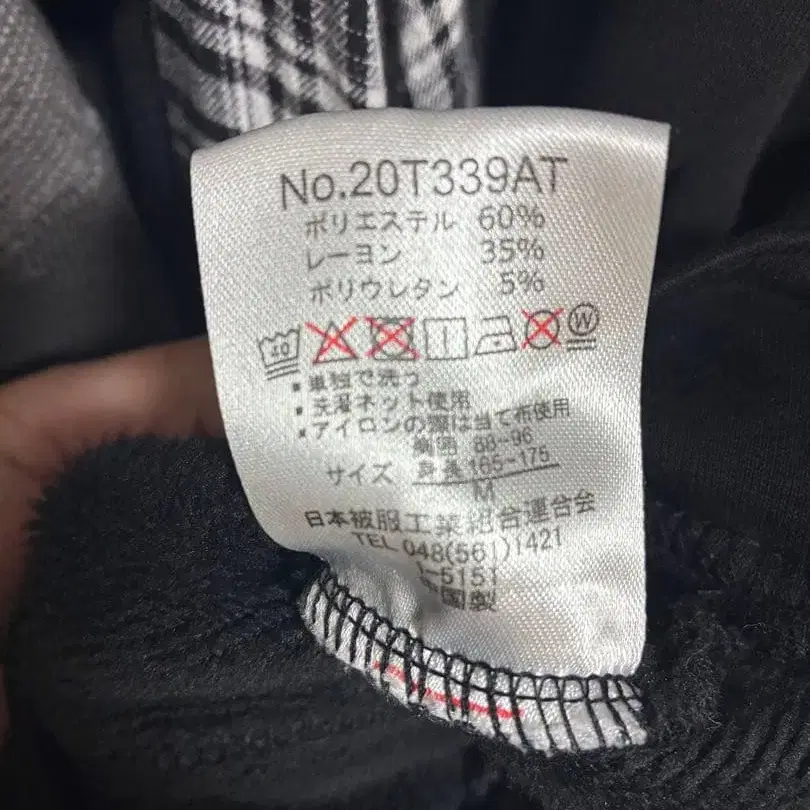 No.20T339AT
ポリエステル 60%
レーヨン 35%
ポリウレタン 5%
W
・単独で洗う
・洗濯ネット使用
・アイロンの際は当て布使用
胸囲 88-96
サイズ 身長165-175
M
日本被服工業組合連合会
TEL 048(561)1421
-5151
国製